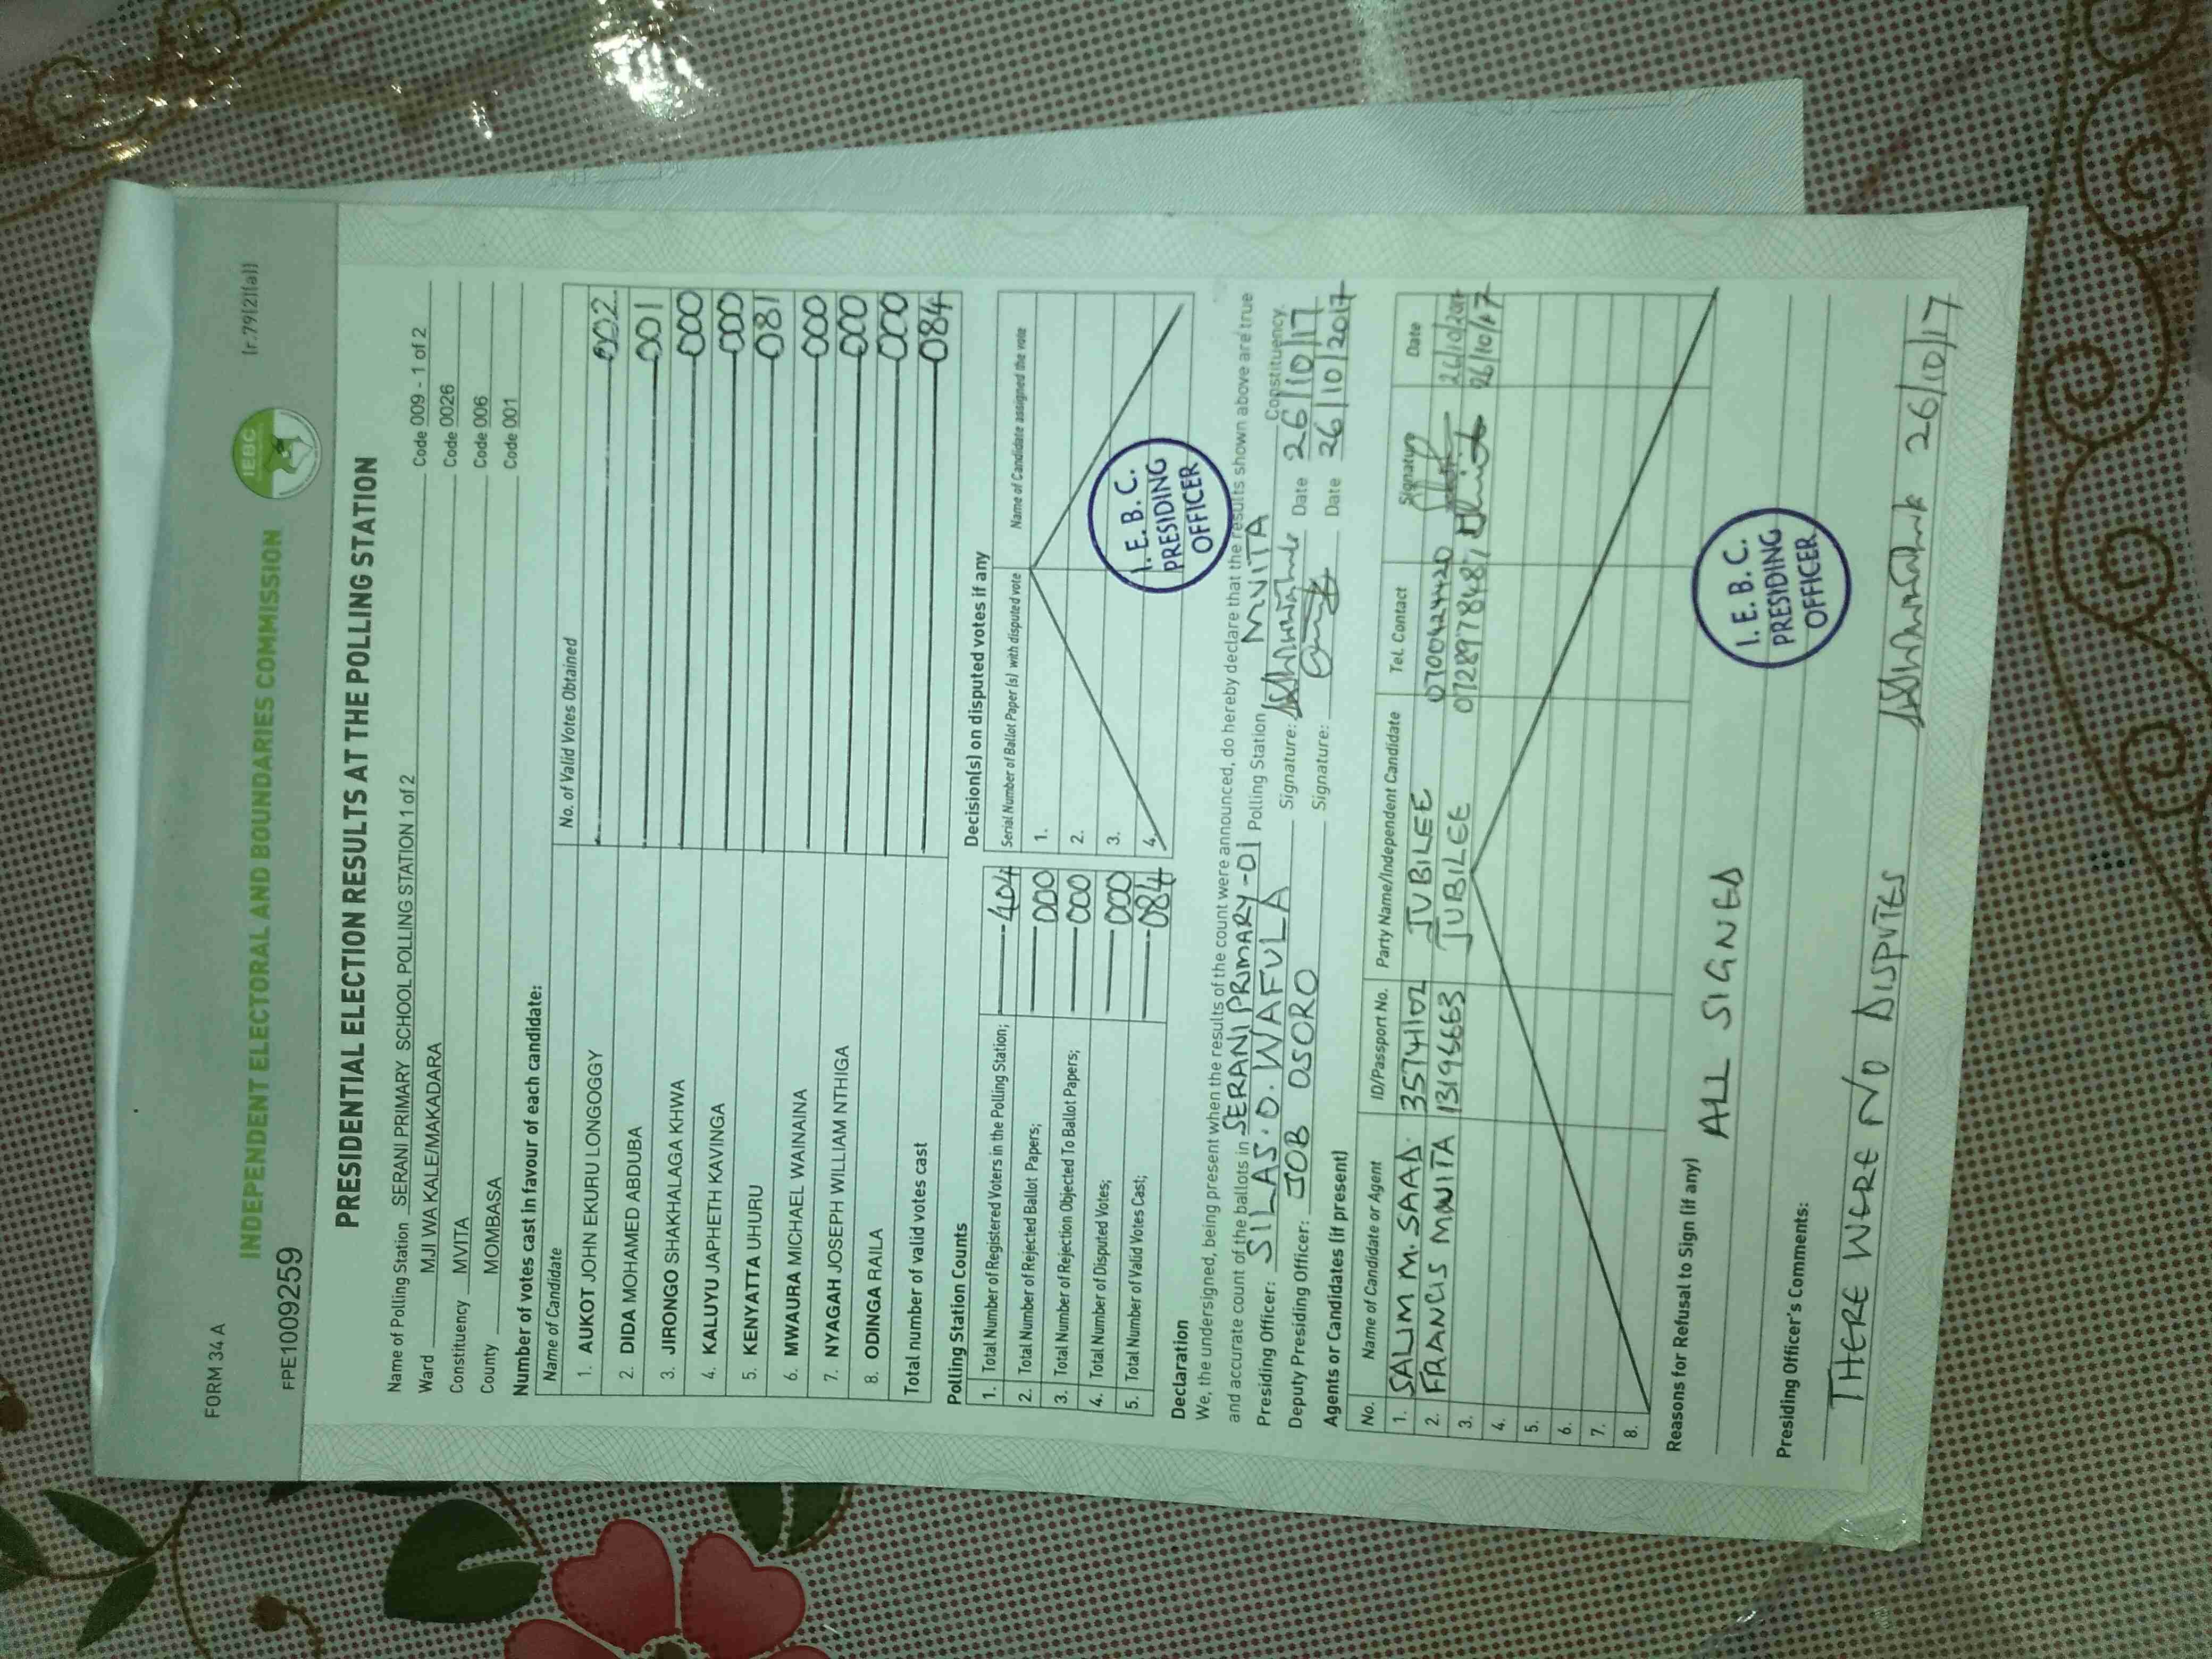 FORM 34 A
(r.79(2)(a))
INDEPENDENT ELECTORAL AND BOUNDARIES COMMISSION
IEBC
FPE1009259
PRESIDENTIAL ELECTION RESULTS AT THE POLLING STATION
Name of Polling Station SERANI PRIMARY SCHOOL POLLING STATION 1 of 2 Code 009 - 1 of 2
Ward MJI WA KALE/MAKADARA Code 0026
Constituency MVITA Code 006
County MOMBASA Code 001
Number of votes cast in favour of each candidate:
Name of Candidate No. of Valid Votes Obtained
1. AUKOT JOHN EKURU LONGOGGY 002
2. DIDA MOHAMED ABDUBA 001
3. JIRONGO SHAKHALAGA KHWA 000
4. KALUYU JAPHETH KAVINGA 000
5. KENYATTA UHURU 081
6. MWAURA MICHAEL WAINAINA 000
7. NYAGAH JOSEPH WILLIAM NTHIGA 000
8. ODINGA RAILA 000
Total number of valid votes cast 084
Polling Station Counts
1. Total Number of Registered Voters in the Polling Station; 404
2. Total Number of Rejected Ballot Papers; 000
3. Total Number of Rejection Objected To Ballot Papers; 000
4. Total Number of Disputed Votes; 000
5. Total Number of Valid Votes Cast; 084
Decision(s) on disputed votes if any
Serial Number of Ballot Paper (s) with disputed vote Name of Candidate assigned the vote
1.
2.
3.
4.
I. E. B. C.
PRESIDING
OFFICER
Declaration
We, the undersigned, being present when the results of the count were announced, do hereby declare that the results shown above are true
and accurate count of the ballots in SERANI PRIMARY-01 Polling Station MVITA Constituency.
Presiding Officer: SILAS. O. WAFULA Signature: Date 26/10/17
Deputy Presiding Officer: JOB OSORO Signature: Date 26/10/2017
Agents or Candidates (if present)
No. Name of Candidate or Agent ID/Passport No. Party Name/Independent Candidate Tel. Contact Signature Date
1. SALIM M. SAAD. 35741102 JUBILEE 0700424420 26/10/2017
2. FRANCIS MWITA 13195663 JUBILEE 0728978481 26/10/17
3.
4.
5.
6.
7.
8.
Reasons for Refusal to Sign (if any)
ALL SIGNED
I. E. B. C.
PRESIDING
OFFICER
Presiding Officer's Comments:
THERE WERE NO DISPUTES 26/10/17